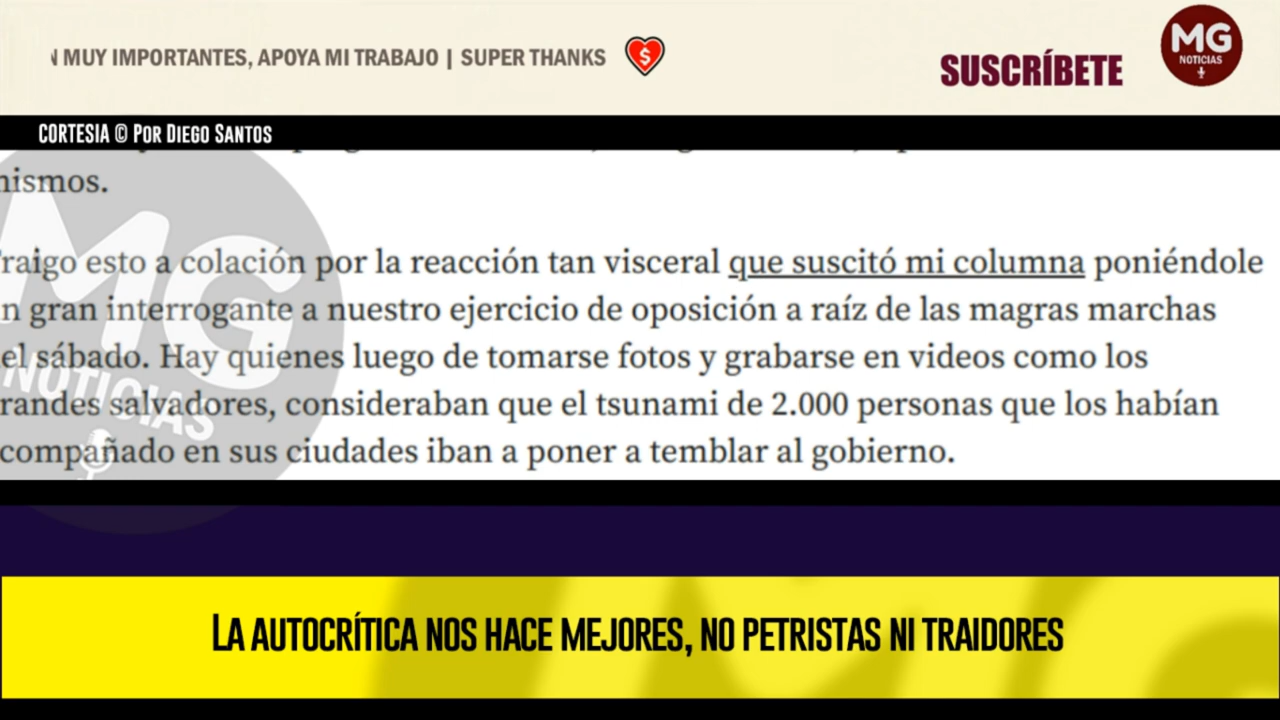 MUY IMPORTANTES, APOYA MI TRABAJO | SUPER THANKS
$
SUSCRÍBETE
MG
NOTICIAS
CORTESIA © POR DIEGO SANTOS
nismos.
raigo esto a colación por la reacción tan visceral que suscitó mi columna poniéndole
n gran interrogante a nuestro ejercicio de oposición a raíz de las magras marchas
el sábado. Hay quienes luego de tomarse fotos y grabarse en videos como los
randes salvadores, consideraban que el tsunami de 2.000 personas que los habían
compañado en sus ciudades iban a poner a temblar al gobierno.
MG
NOTICIAS
LA AUTOCRÍTICA NOS HACE MEJORES, NO PETRISTAS NI TRAIDORES